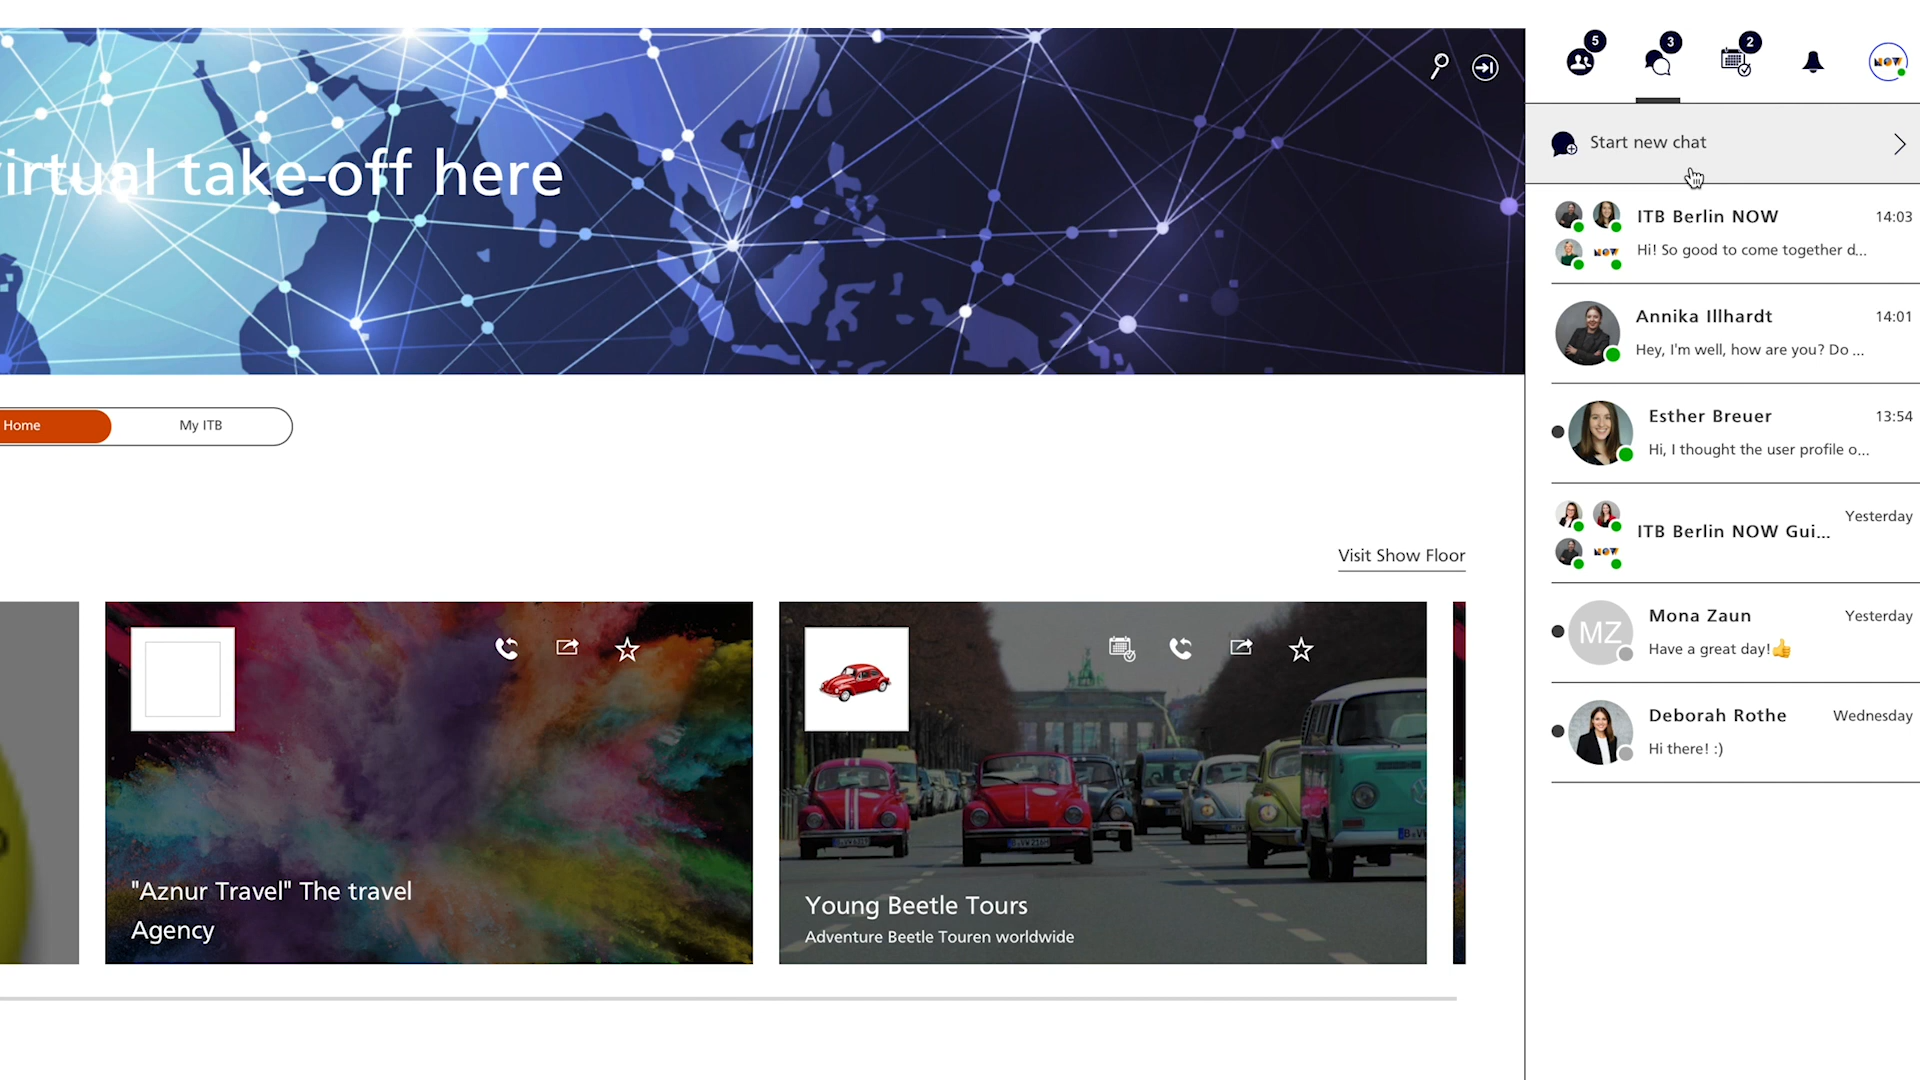 5
3
2
NOW
irtual take-off here
Start new chat
ITB Berlin NOW
14:03
Hi! So good to come together d...
NOW
Annika Illhardt
14:01
Hey, I'm well, how are you? Do ...
Home
My ITB
Esther Breuer
13:54
Hi, I thought the user profile o...
Yesterday
ITB Berlin NOW Gui...
NOW
Visit Show Floor
Mona Zaun
Yesterday
MZ
Have a great day!👍
Deborah Rothe
Wednesday
Hi there! :)
"Aznur Travel" The travel
Agency
Young Beetle Tours
Adventure Beetle Touren worldwide